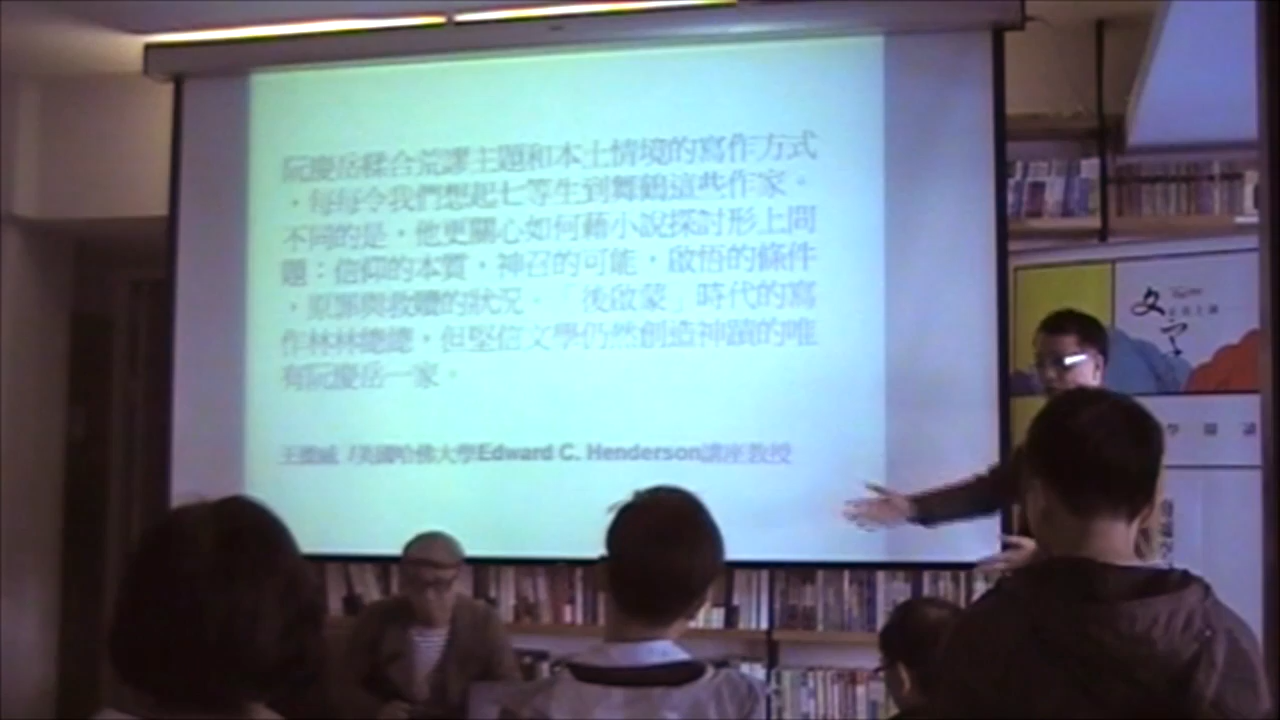 阮慶岳糅合荒謬主題和本土情境的寫作方式
，每每令我們想起七等生到舞鶴這些作家。
不同的是，他更關心如何藉小說探討形上問
題：信仰的本質，神召的可能，啟悟的條件
，原罪與救贖的狀況。「後啟蒙」時代的寫
作林林總總，但堅信文學仍然創造神蹟的唯
有阮慶岳一家。
王德威 /美國哈佛大學Edward C. Henderson講座教授
文
學